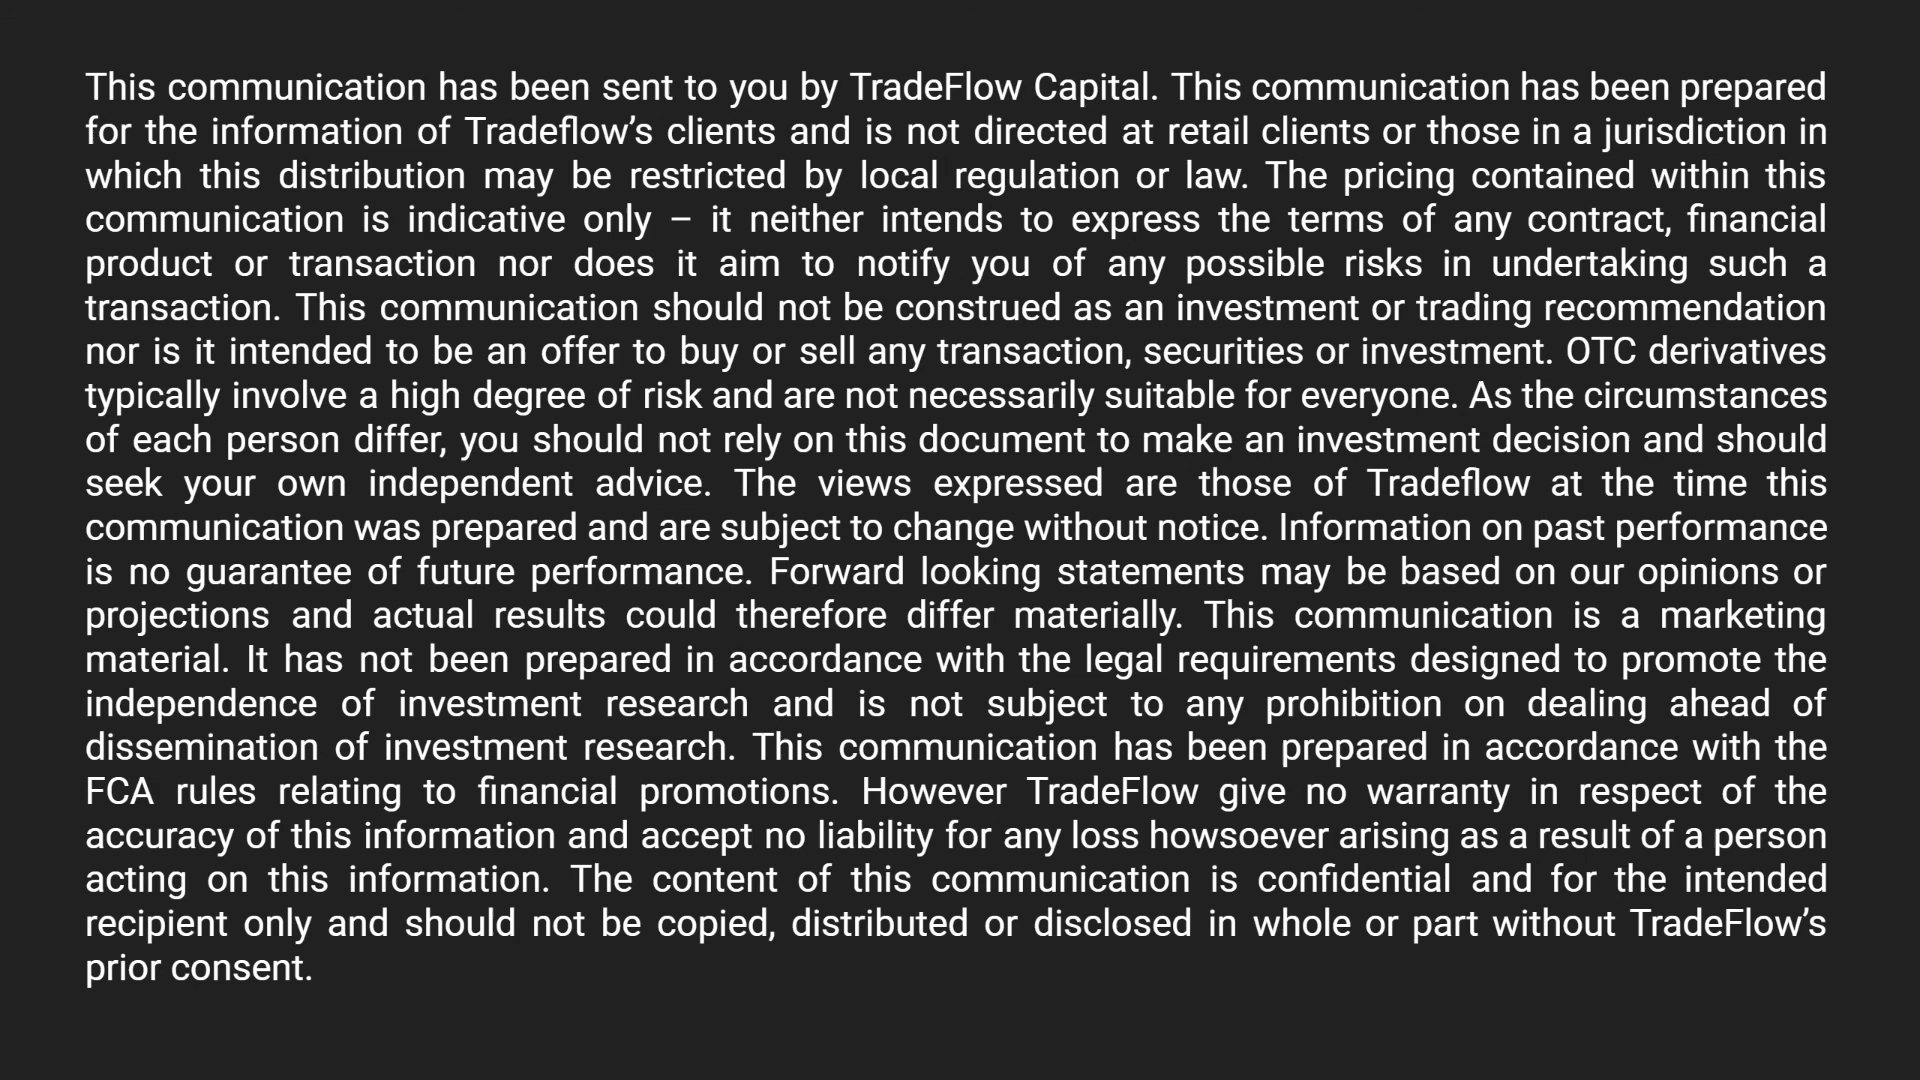 This communication has been sent to you by TradeFlow Capital. This communication has been prepared
for the information of Tradeflow’s clients and is not directed at retail clients or those in a jurisdiction in
which this distribution may be restricted by local regulation or law. The pricing contained within this
communication is indicative only – it neither intends to express the terms of any contract, financial
product or transaction nor does it aim to notify you of any possible risks in undertaking such a
transaction. This communication should not be construed as an investment or trading recommendation
nor is it intended to be an offer to buy or sell any transaction, securities or investment. OTC derivatives
typically involve a high degree of risk and are not necessarily suitable for everyone. As the circumstances
of each person differ, you should not rely on this document to make an investment decision and should
seek your own independent advice. The views expressed are those of Tradeflow at the time this
communication was prepared and are subject to change without notice. Information on past performance
is no guarantee of future performance. Forward looking statements may be based on our opinions or
projections and actual results could therefore differ materially. This communication is a marketing
material. It has not been prepared in accordance with the legal requirements designed to promote the
independence of investment research and is not subject to any prohibition on dealing ahead of
dissemination of investment research. This communication has been prepared in accordance with the
FCA rules relating to financial promotions. However TradeFlow give no warranty in respect of the
accuracy of this information and accept no liability for any loss howsoever arising as a result of a person
acting on this information. The content of this communication is confidential and for the intended
recipient only and should not be copied, distributed or disclosed in whole or part without TradeFlow’s
prior consent.